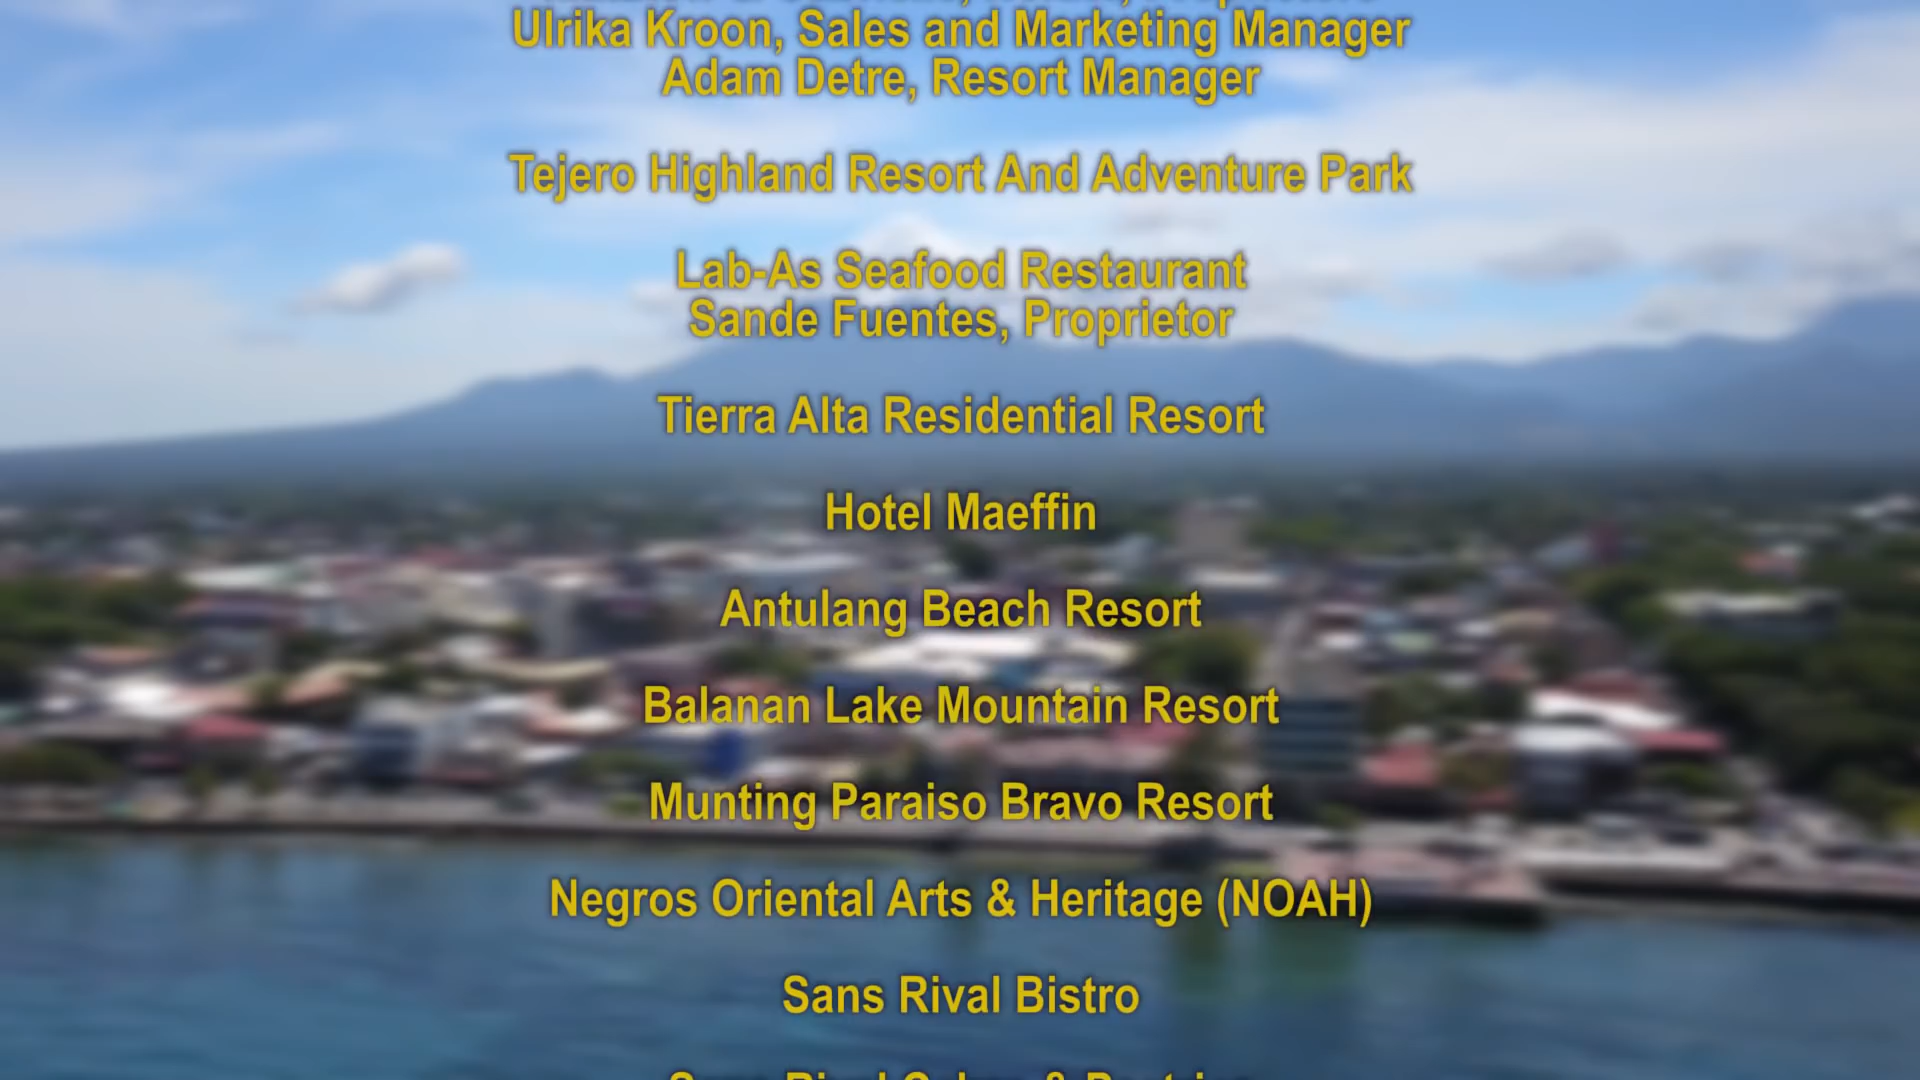 Ulrika Kroon, Sales and Marketing Manager
Adam Detre, Resort Manager
Tejero Highland Resort And Adventure Park
Lab-As Seafood Restaurant
Sande Fuentes, Proprietor
Tierra Alta Residential Resort
Hotel Maeffin
Antulang Beach Resort
Balanan Lake Mountain Resort
Munting Paraiso Bravo Resort
Negros Oriental Arts & Heritage (NOAH)
Sans Rival Bistro